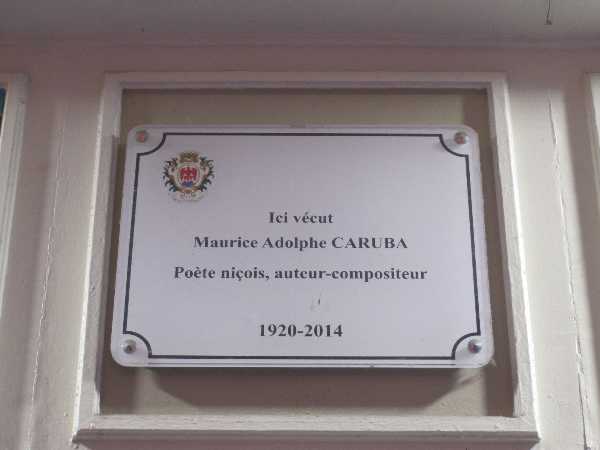 Ici vécut
Maurice Adolphe CARUBA
Poète niçois, auteur-compositeur
1920-2014